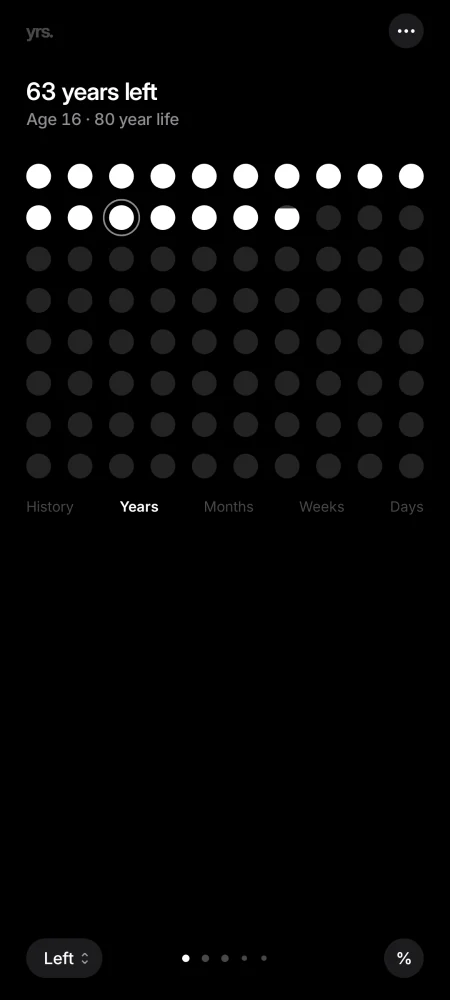 yrs.
63 years left
Age 16 · 80 year life
History Years Months Weeks Days
Left %